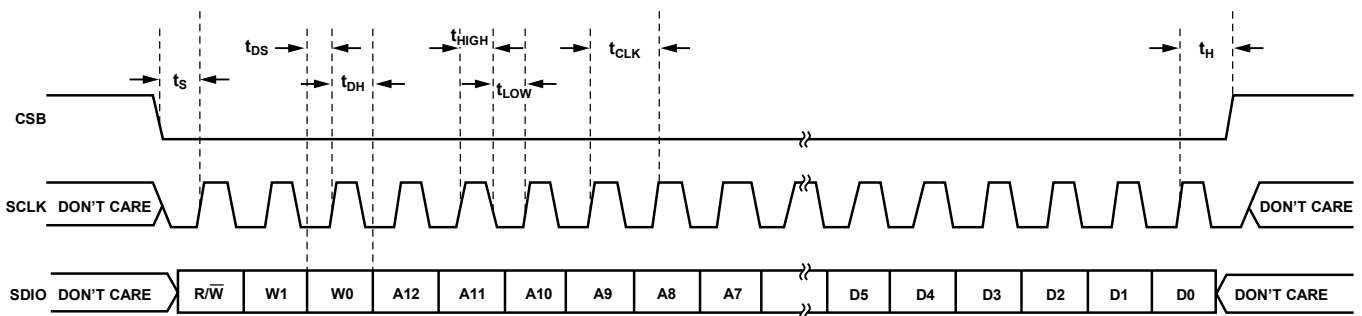 tDS
tHIGH
tCLK
tH
tS
tDH
tLOW
CSB
SCLK DON'T CARE DON'T CARE
SDIO DON'T CARE R/W̅ W1 W0 A12 A11 A10 A9 A8 A7 D5 D4 D3 D2 D1 D0 DON'T CARE